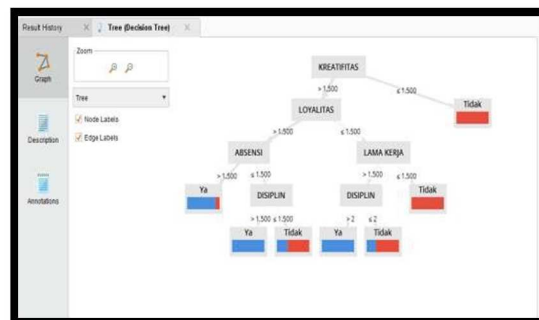 Result History
Tree (Decision Tree)
Graph
Description
Annotations
Zoom
Tree
Node Labels
Edge Labels
KREATIFITAS
> 1.500 ≤ 1.500
LOYALITAS Tidak
> 1.500 ≤ 1.500
ABSENSI LAMA KERJA
> 1.500 ≤ 1.500 > 1.500 ≤ 1.500
Ya DISIPLIN DISIPLIN Tidak
> 1.500 ≤ 1.500 > 2 ≤ 2
Ya Tidak Ya Tidak